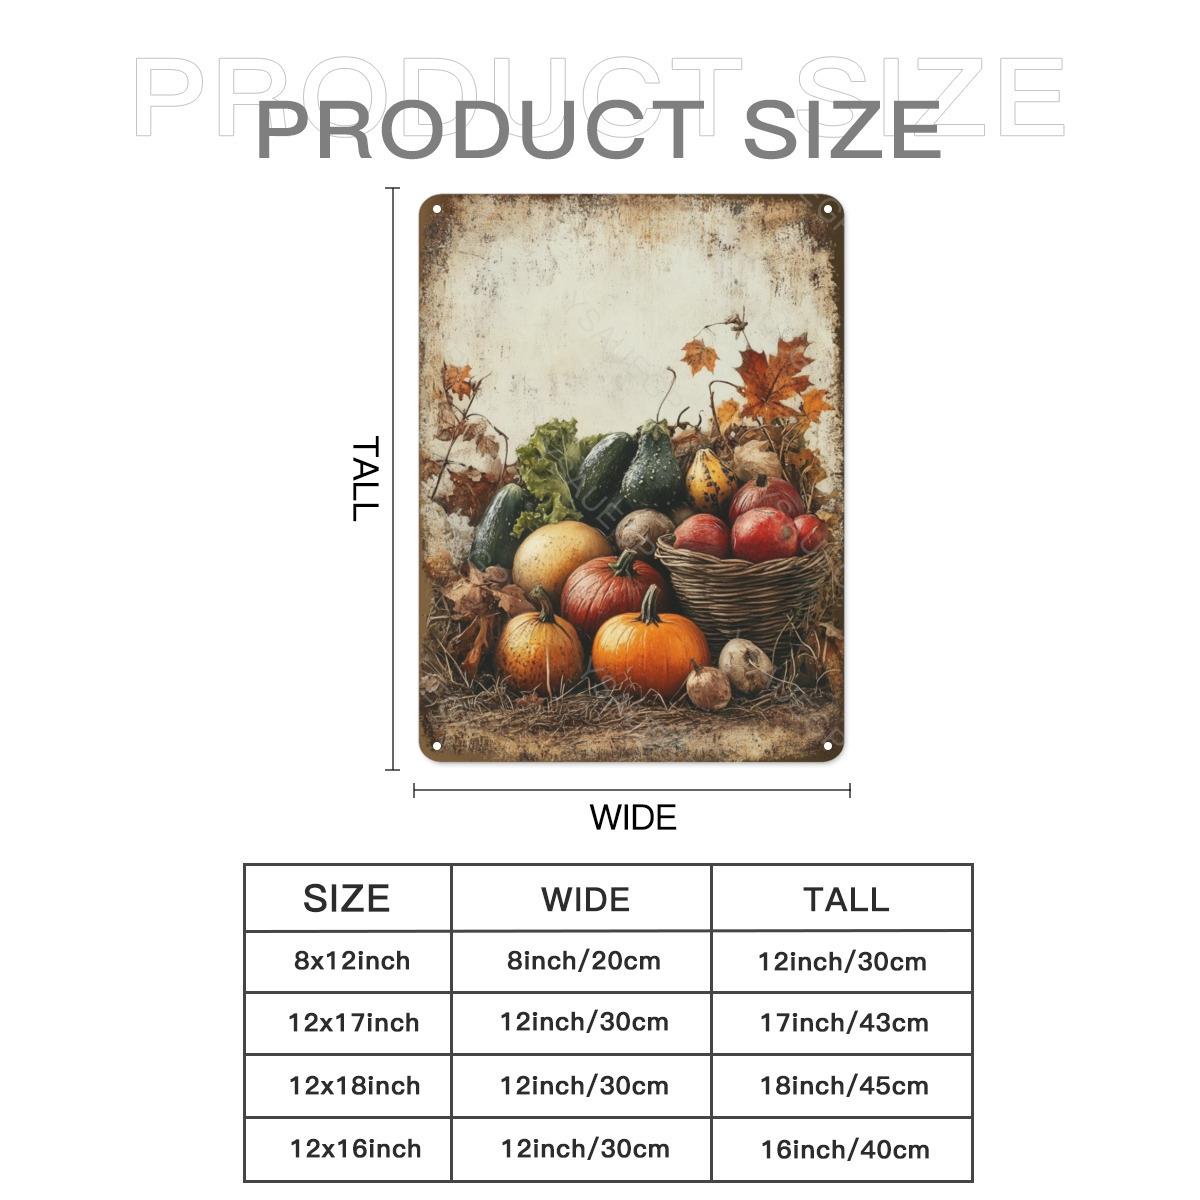 PRODUCT SIZE
PRODUCT SIZE
TALL
WIDE
SIZE WIDE TALL
8x12inch 8inch/20cm 12inch/30cm
12x17inch 12inch/30cm 17inch/43cm
12x18inch 12inch/30cm 18inch/45cm
12x16inch 12inch/30cm 16inch/40cm